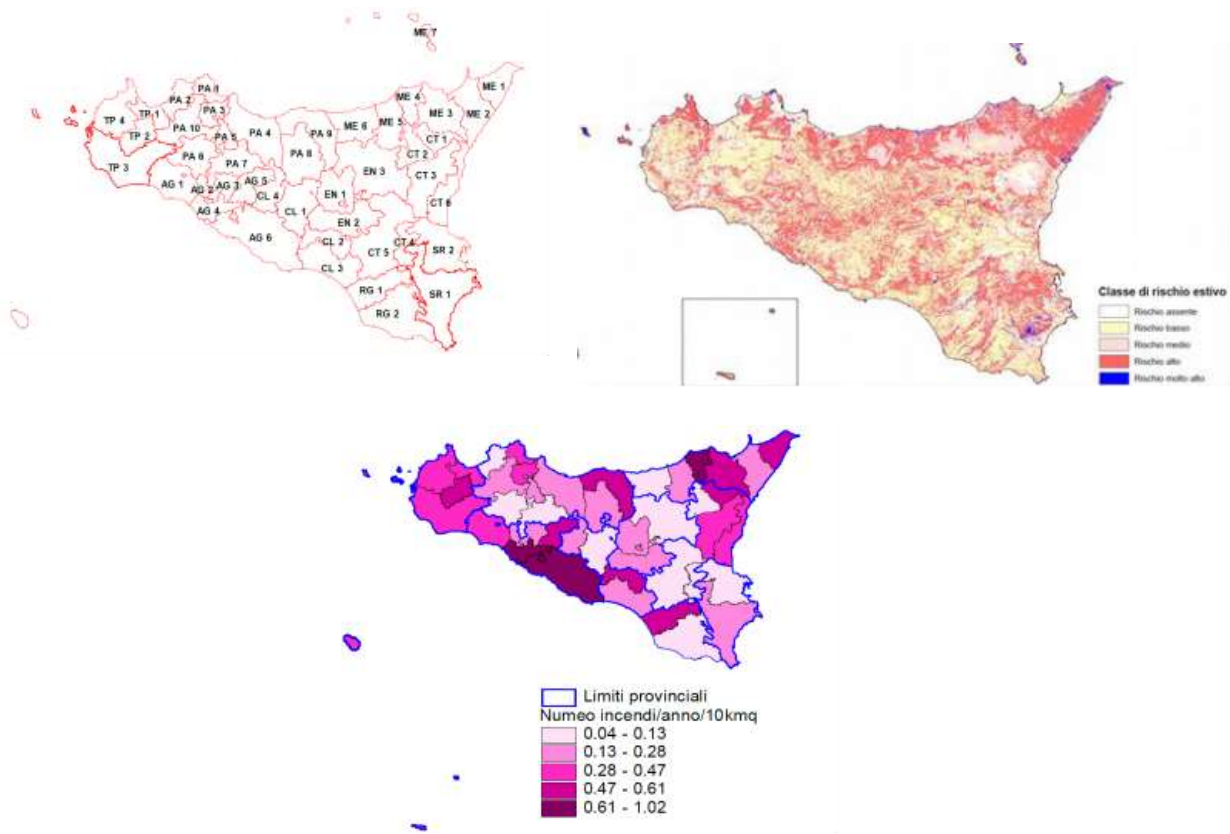 ME 7
PA 1
ME 1
PA 2
ME 4
TP 1
PA 3
ME 3
ME 2
TP 4
ME 5
PA 10
PA 9
ME 6
TP 2
PA 5
PA 4
CT 1
PA 6
PA 8
CT 2
TP 3
PA 7
EN 3
CT 3
AG 1
AG 3
AG 5
AG 2
CL 4
EN 1
CT 6
AG 4
CL 1
EN 2
AG 6
CL 2
CT 4
CT 5
SR 2
CL 3
RG 1
SR 1
RG 2
Classe di rischio estivo
Rischio assente
Rischio basso
Rischio medio
Rischio alto
Rischio molto alto
Limiti provinciali
Numeo incendi/anno/10kmq
0.04 - 0.13
0.13 - 0.28
0.28 - 0.47
0.47 - 0.61
0.61 - 1.02